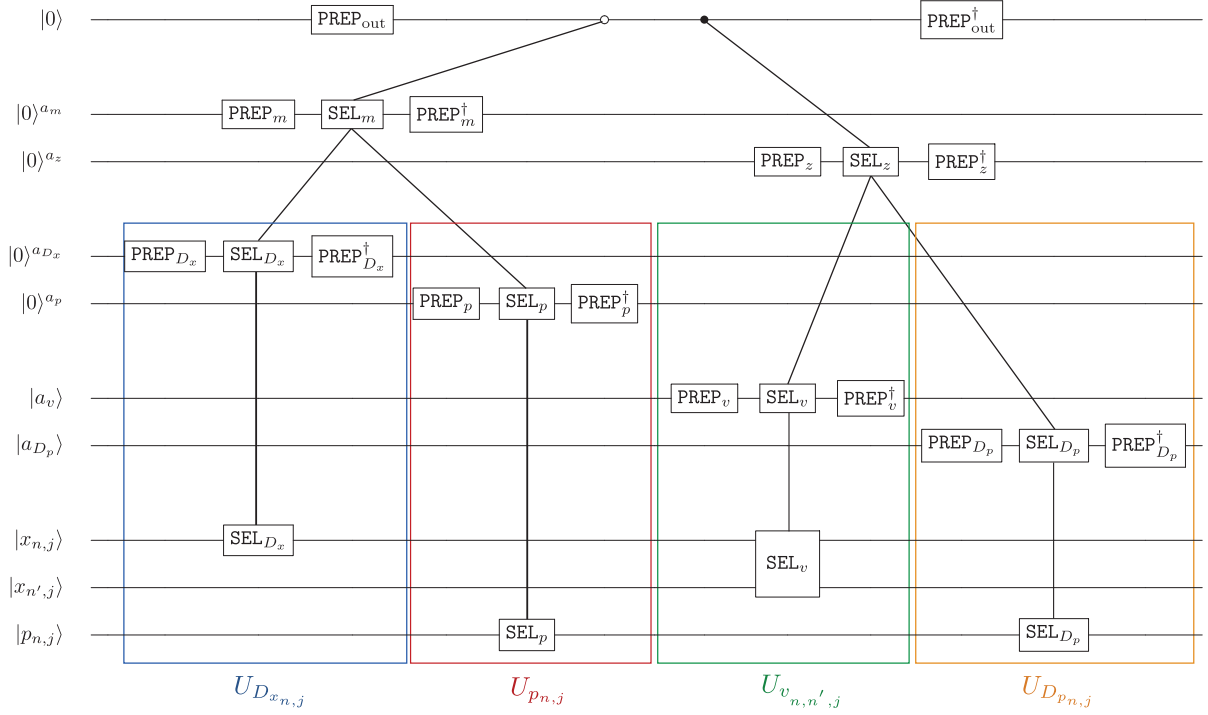 |0⟩ PREP_out PREP†_out
|0⟩^{a_m} PREP_m SEL_m PREP†_m
|0⟩^{a_z} PREP_z SEL_z PREP†_z
|0⟩^{a_{D_x}} PREP_{D_x} SEL_{D_x} PREP†_{D_x}
|0⟩^{a_p} PREP_p SEL_p PREP†_p
|a_v⟩ PREP_v SEL_v PREP†_v
|a_{D_p}⟩ PREP_{D_p} SEL_{D_p} PREP†_{D_p}
|x_{n,j}⟩ SEL_{D_x}
SEL_v
|x_{n′,j}⟩
|p_{n,j}⟩ SEL_p SEL_{D_p}
U_{D_{x_{n,j}}} U_{p_{n,j}} U_{v_{n,n′,j}} U_{D_{p_{n,j}}}